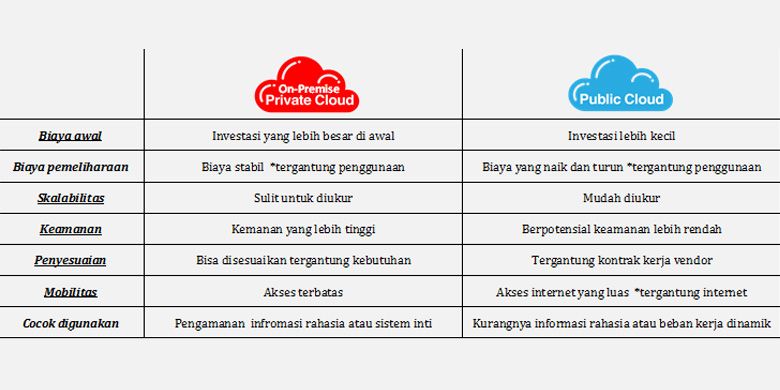 On-Premise
Private Cloud
Public Cloud
Biaya awal Investasi yang lebih besar di awal Investasi lebih kecil
Biaya pemeliharaan Biaya stabil *tergantung penggunaan Biaya yang naik dan turun *tergantung penggunaan
Skalabilitas Sulit untuk diukur Mudah diukur
Keamanan Kemanan yang lebih tinggi Berpotensial keamanan lebih rendah
Penyesuaian Bisa disesuaikan tergantung kebutuhan Tergantung kontrak kerja vendor
Mobilitas Akses terbatas Akses internet yang luas *tergantung internet
Cocok digunakan Pengamanan infromasi rahasia atau sistem inti Kurangnya informasi rahasia atau beban kerja dinamik